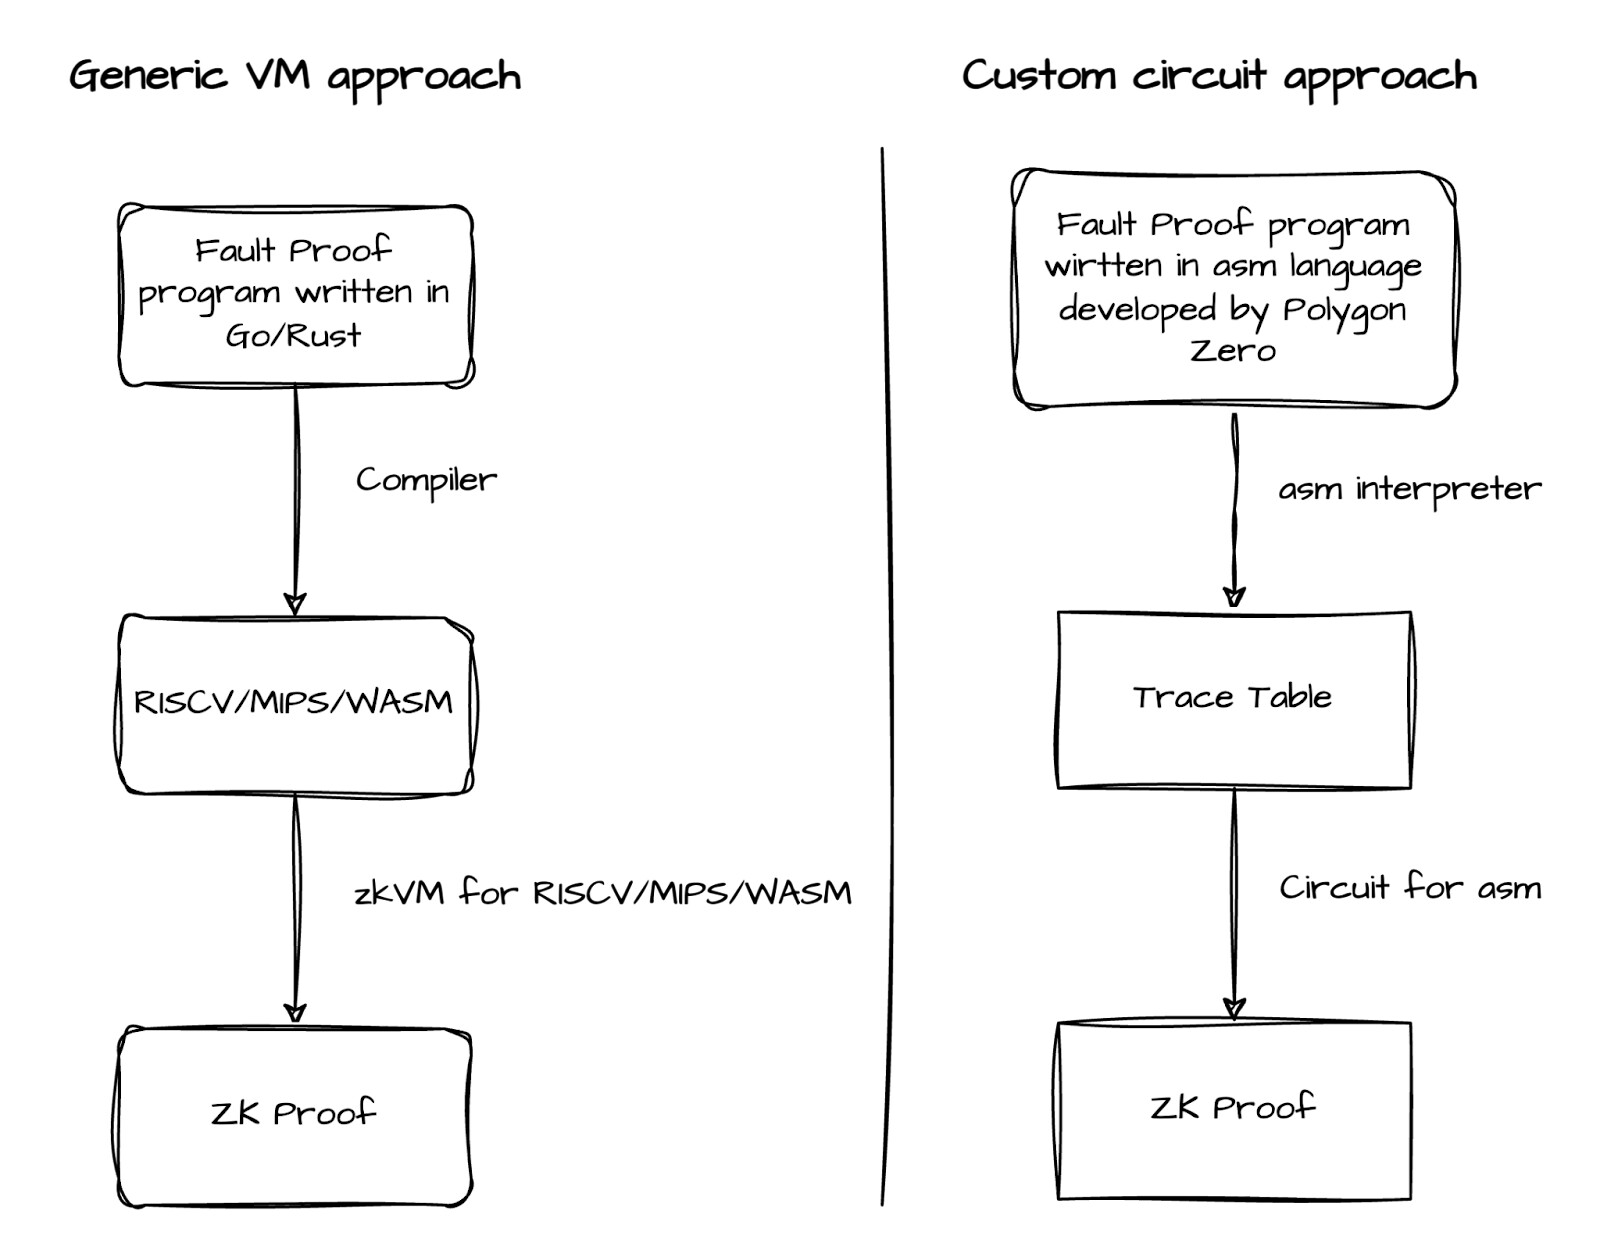 Generic VM approach
Fault Proof
program written in
Go/Rust
Compiler
RISCV/MIPS/WASM
zkVM for RISCV/MIPS/WASM
ZK Proof
Custom circuit approach
Fault Proof program
wirtten in asm language
developed by Polygon
Zero
asm interpreter
Trace Table
Circuit for asm
ZK Proof